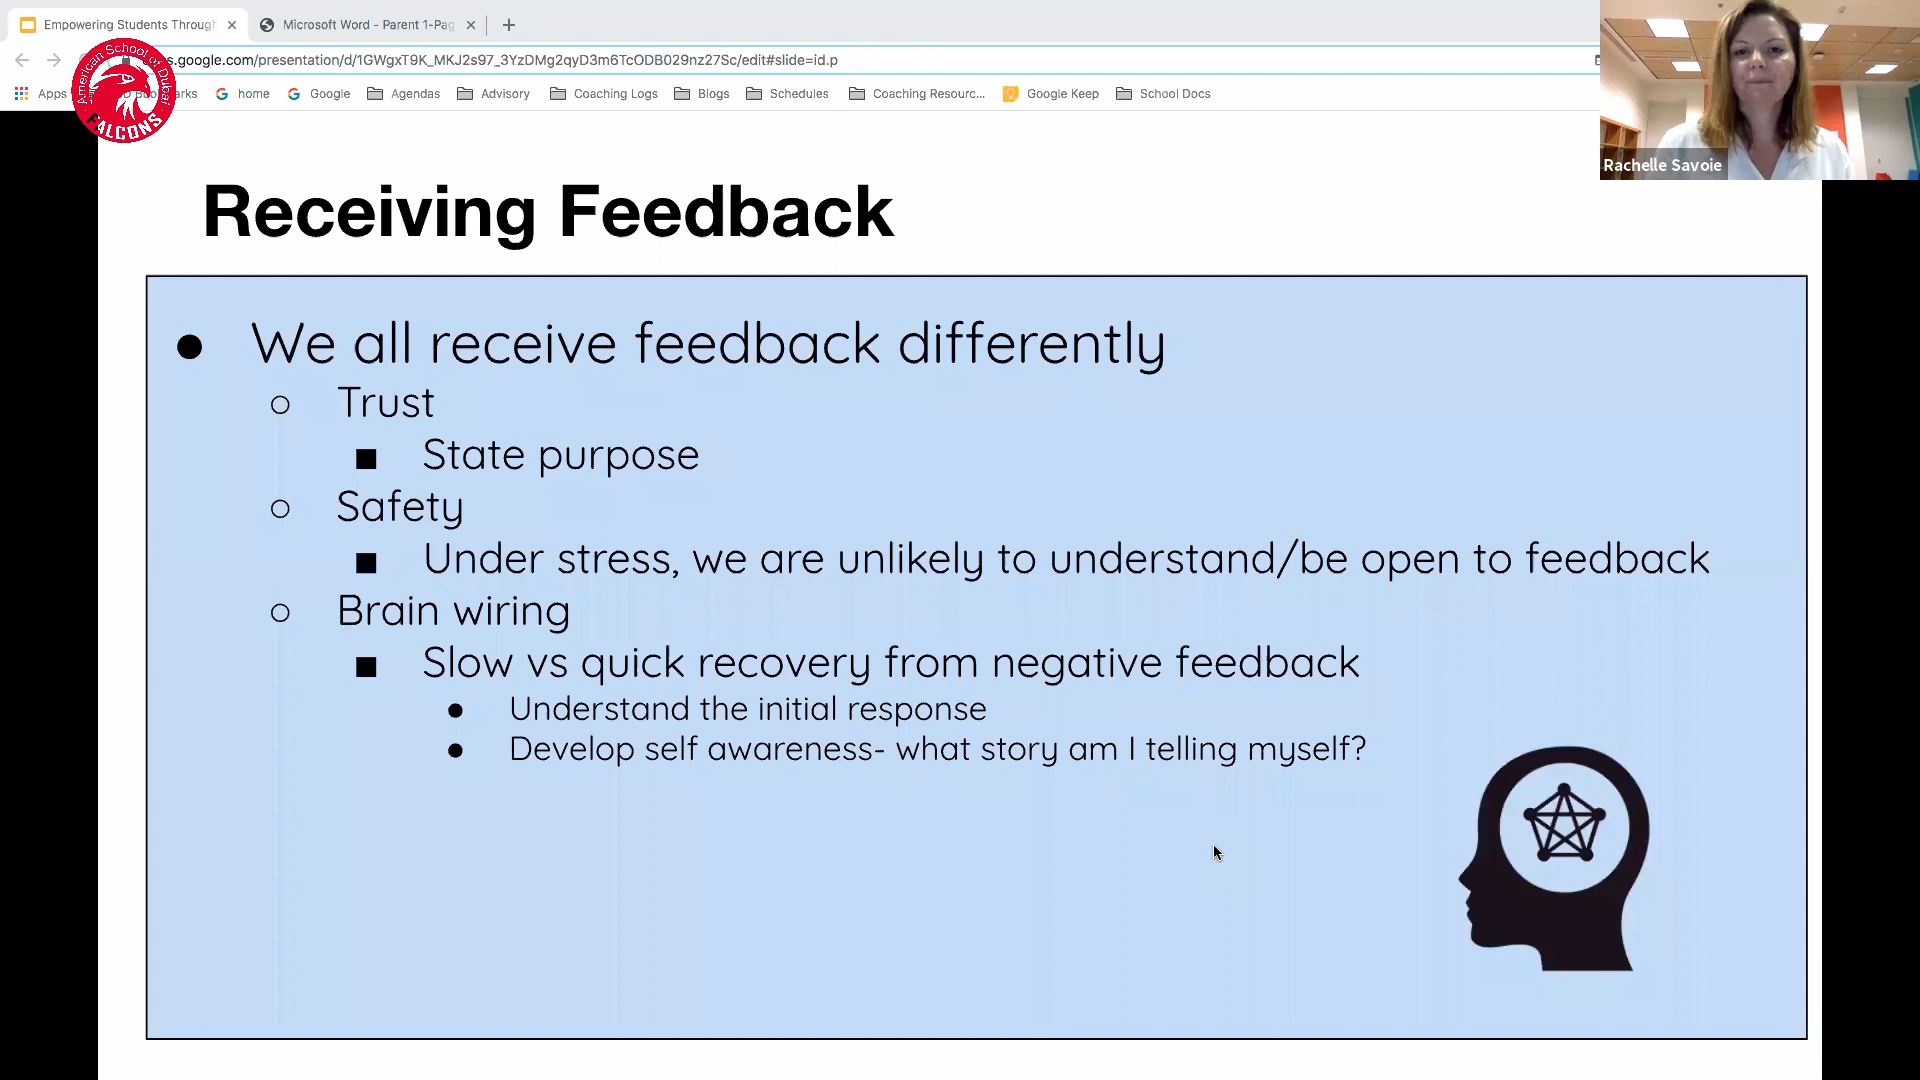 Empowering Students Through
Microsoft Word - Parent 1-Pag
s.google.com/presentation/d/1GWgxT9K_MKJ2s97_3YzDMg2qyD3m6TcODB029nz27Sc/edit#slide=id.p
Apps
home
Google
Agendas
Advisory
Coaching Logs
Blogs
Schedules
Coaching Resourc...
Google Keep
School Docs
American School of Dubai
FALCONS
Rachelle Savoie
Receiving Feedback
● We all receive feedback differently
○ Trust
■ State purpose
○ Safety
■ Under stress, we are unlikely to understand/be open to feedback
○ Brain wiring
■ Slow vs quick recovery from negative feedback
● Understand the initial response
● Develop self awareness- what story am I telling myself?